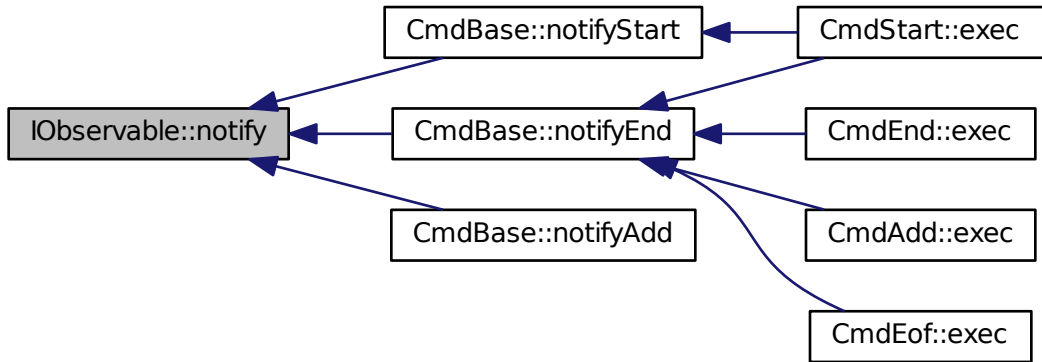 CmdBase::notifyStart
CmdStart::exec
IObservable::notify
CmdBase::notifyEnd
CmdEnd::exec
CmdBase::notifyAdd
CmdAdd::exec
CmdEof::exec